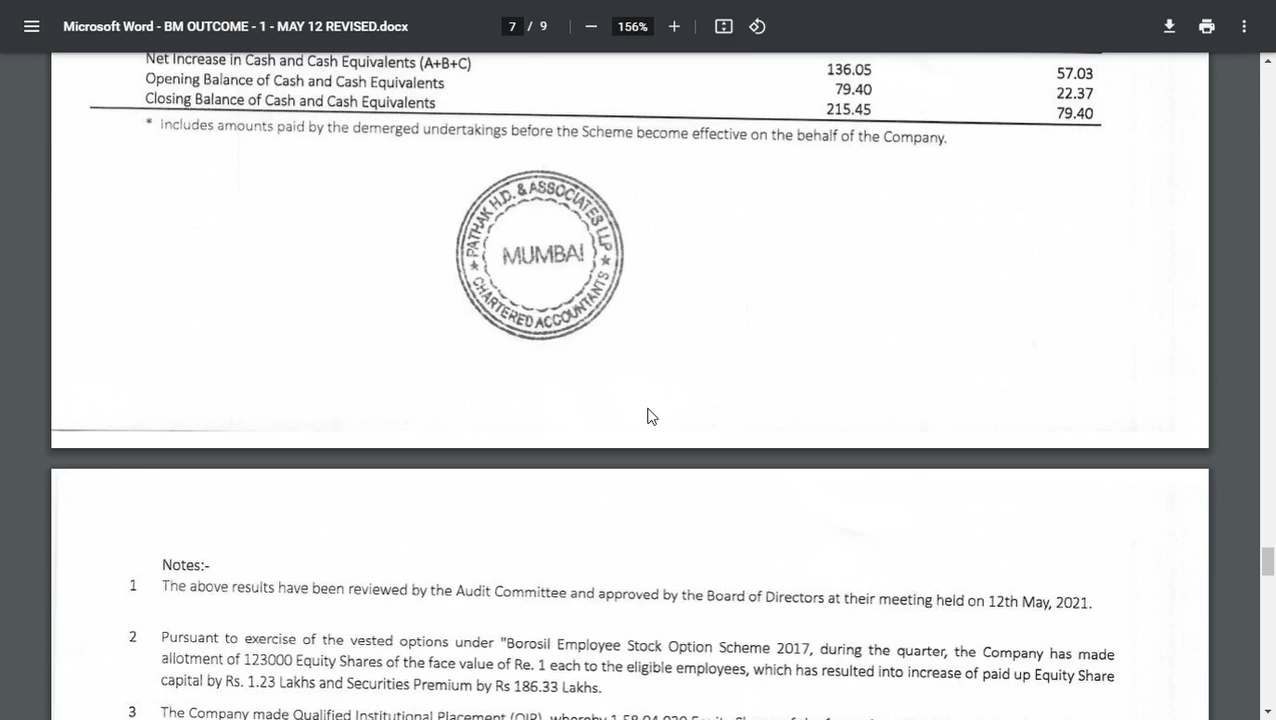 Microsoft Word - BM OUTCOME - 1 - MAY 12 REVISED.docx
7 / 9
156%
Net Increase in Cash and Cash Equivalents (A+B+C) 136.05 57.03
Opening Balance of Cash and Cash Equivalents 79.40 22.37
Closing Balance of Cash and Cash Equivalents 215.45 79.40
* Includes amounts paid by the demerged undertakings before the Scheme become effective on the behalf of the Company.
PATHAK H.D. & ASSOCIATES LLP
MUMBAI
CHARTERED ACCOUNTANTS
Notes:-
1 The above results have been reviewed by the Audit Committee and approved by the Board of Directors at their meeting held on 12th May, 2021.
2 Pursuant to exercise of the vested options under "Borosil Employee Stock Option Scheme 2017, during the quarter, the Company has made
allotment of 123000 Equity Shares of the face value of Re. 1 each to the eligible employees, which has resulted into increase of paid up Equity Share
capital by Rs. 1.23 Lakhs and Securities Premium by Rs 186.33 Lakhs.
3 The Company made Qualified Institutional Placement (QIP), whereby